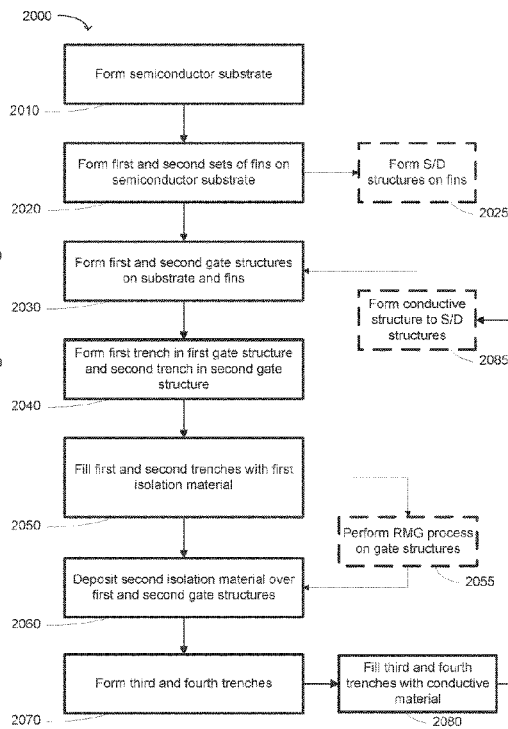 2000
Form semiconductor substrate
2010
Form first and second sets of fins on
semiconductor substrate
2020
Form S/D
structures on fins
2025
Form first and second gate structures
on substrate and fins
2030
Form conductive
structure to S/D
structures
2085
Form first trench in first gate structure
and second trench in second gate
structure
2040
Fill first and second trenches with first
isolation material
2050
Perform RMG process
on gate structures
2055
Deposit second isolation material over
first and second gate structures
2060
Form third and fourth trenches
2070
Fill third and fourth
trenches with conductive
material
2080